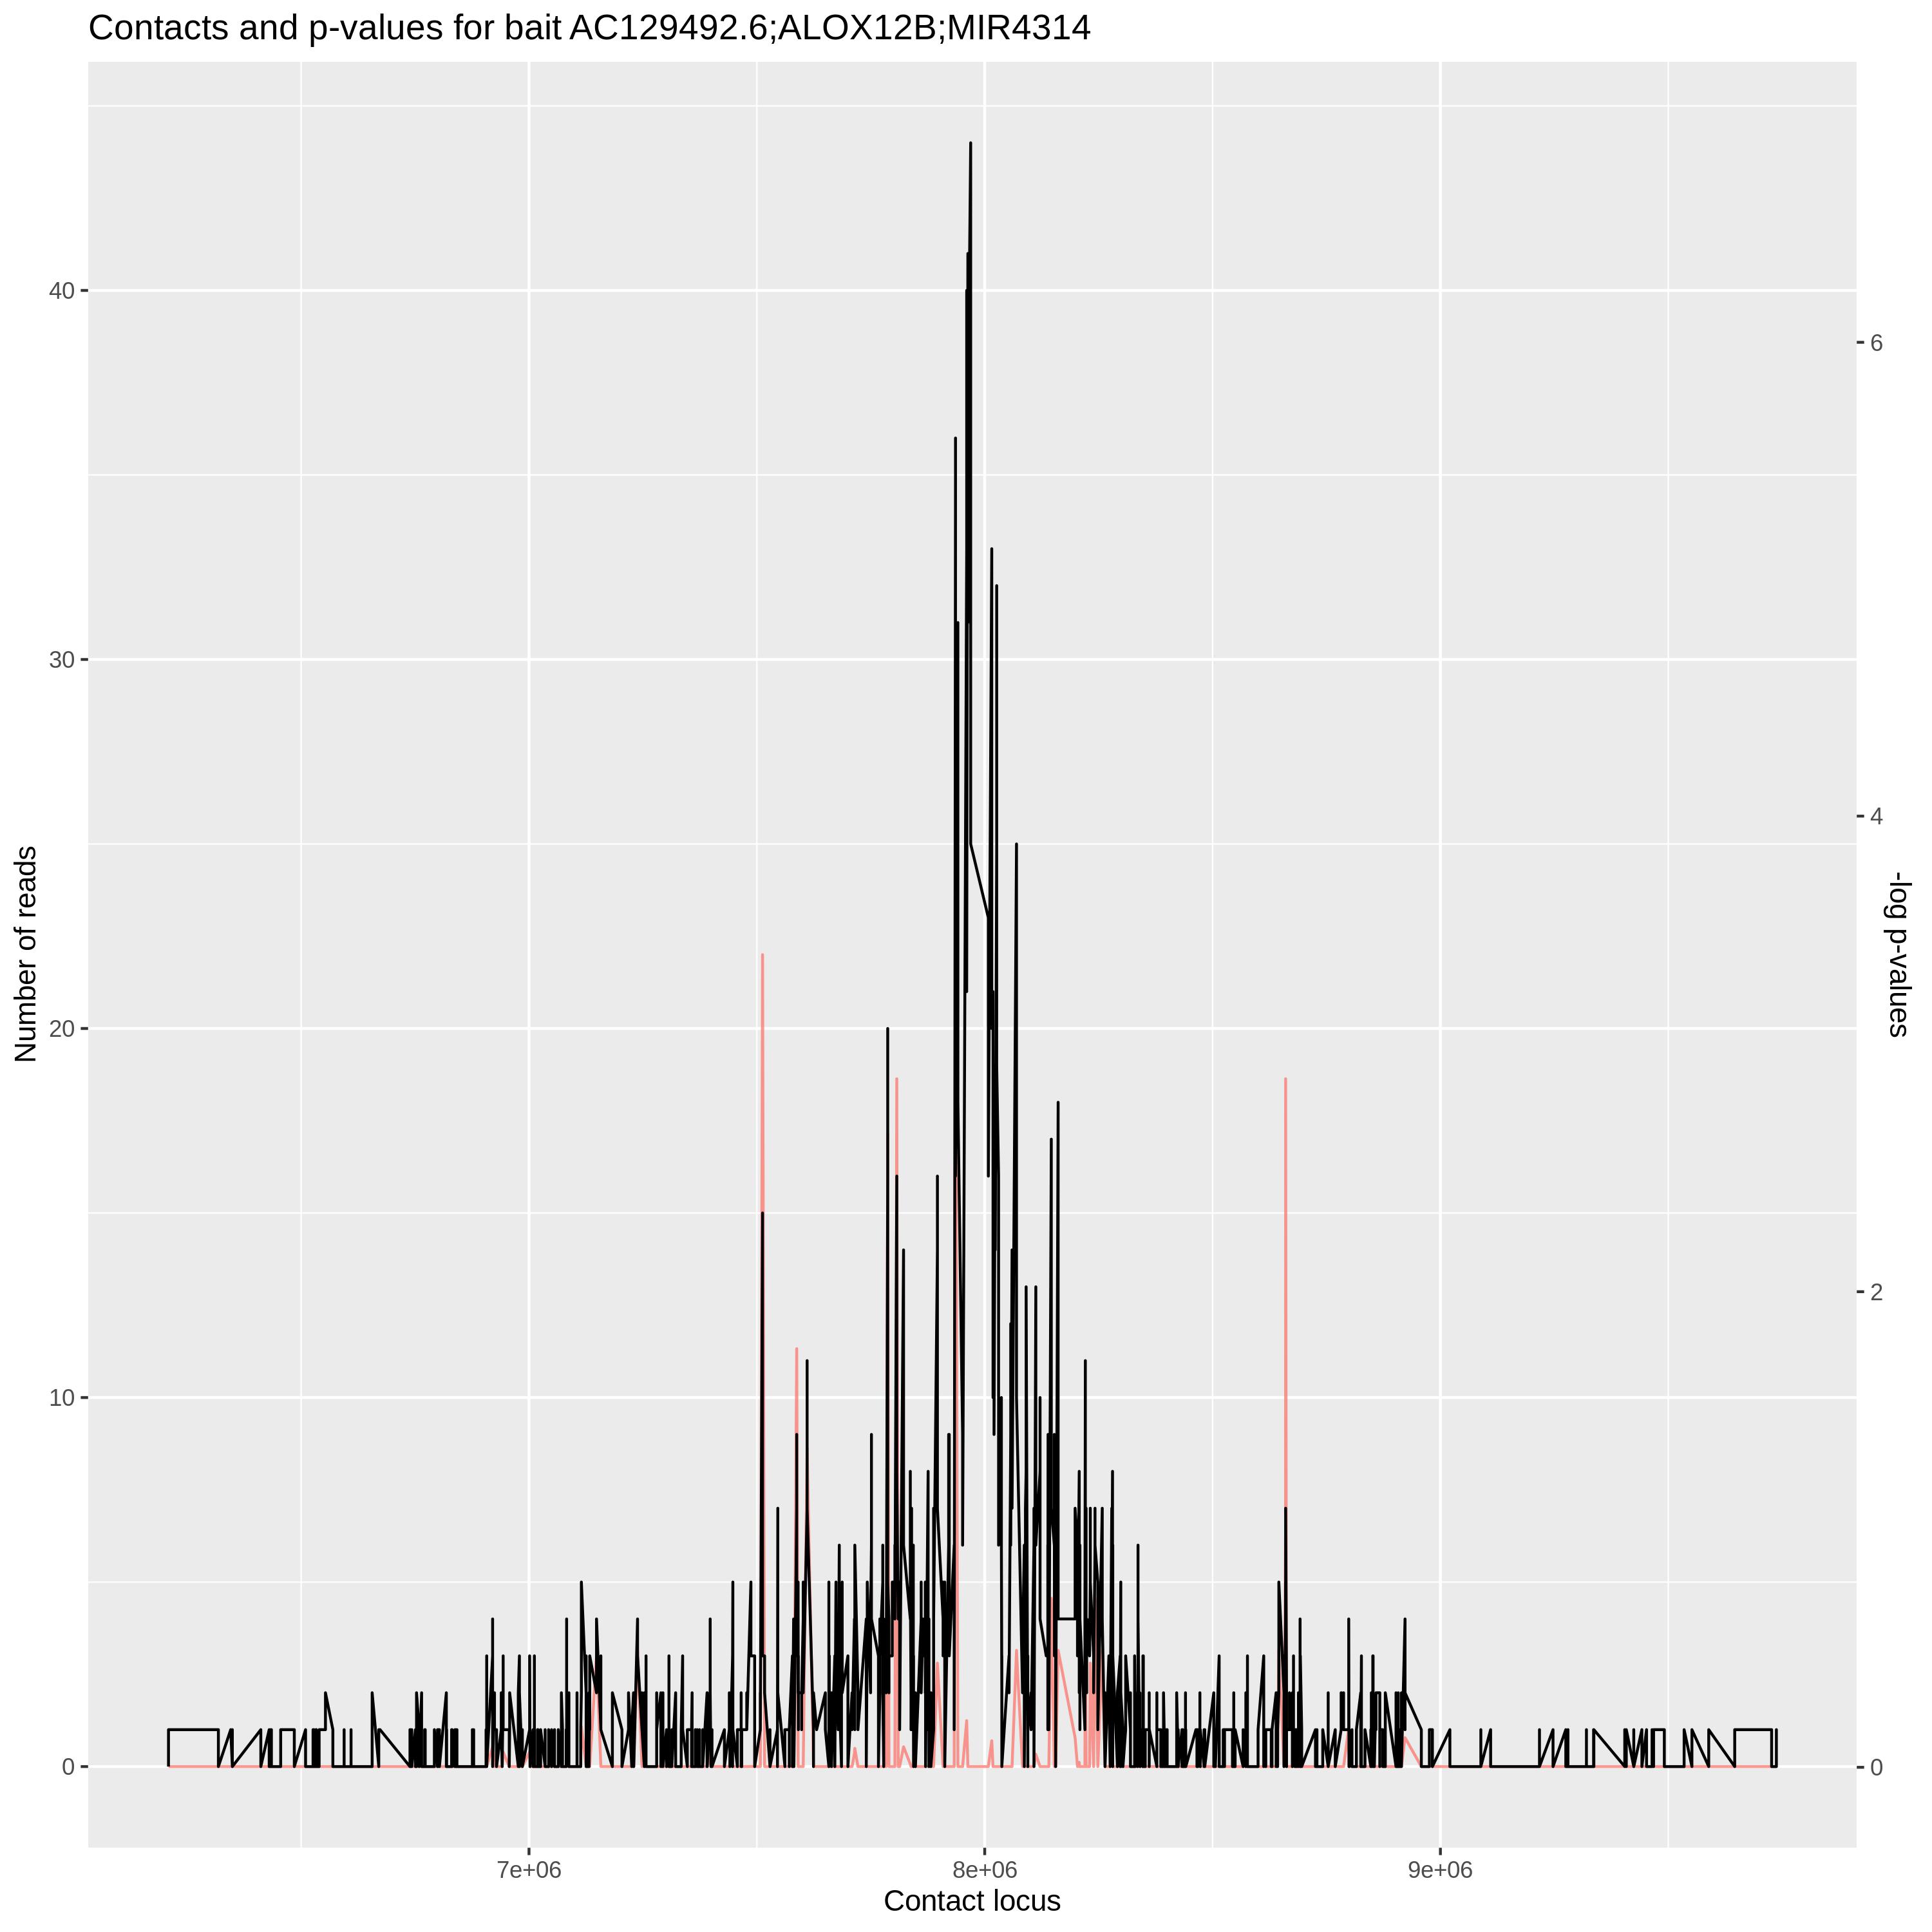 Contacts and p-values for bait AC129492.6;ALOX12B;MIR4314
40
30
20
10
0
Number of reads
6
4
2
0
-log p-values
7e+06
8e+06
9e+06
Contact locus